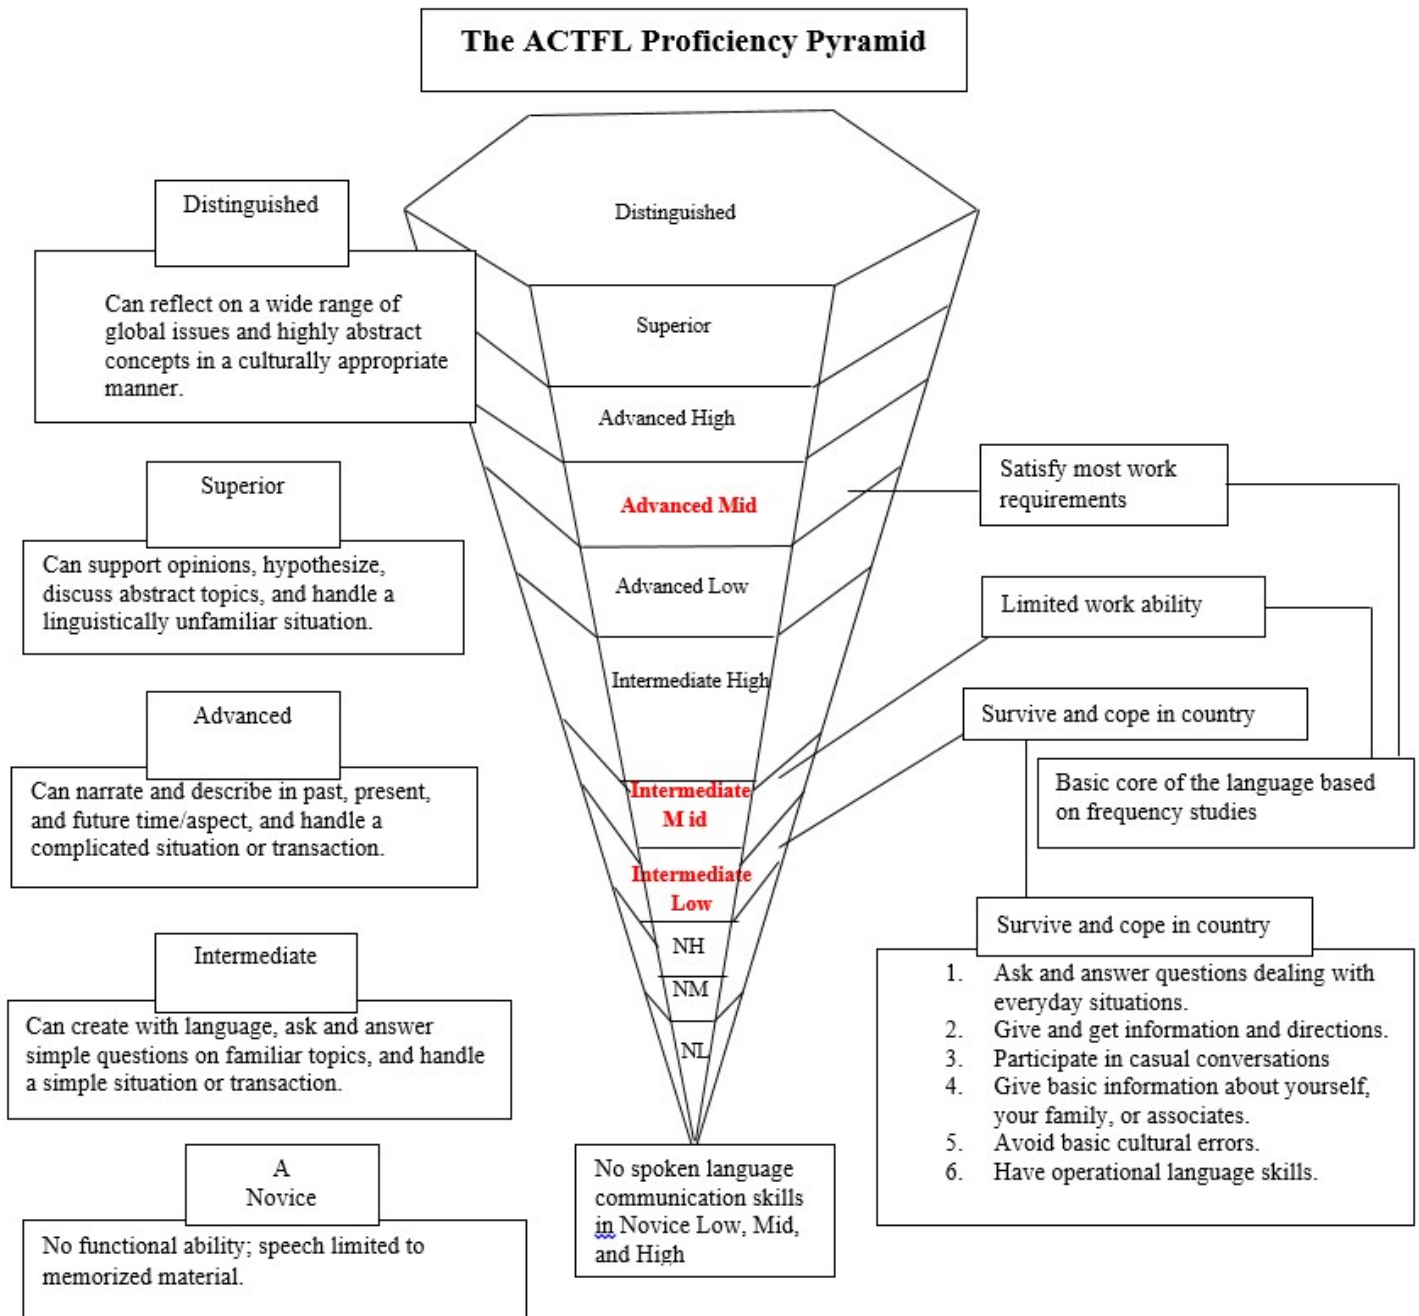 The ACTFL Proficiency Pyramid
Distinguished
Can reflect on a wide range of
global issues and highly abstract
concepts in a culturally appropriate
manner.
Superior
Can support opinions, hypothesize,
discuss abstract topics, and handle a
linguistically unfamiliar situation.
Advanced
Can narrate and describe in past, present,
and future time/aspect, and handle a
complicated situation or transaction.
Intermediate
Can create with language, ask and answer
simple questions on familiar topics, and handle
a simple situation or transaction.
A
Novice
No functional ability; speech limited to
memorized material.
Distinguished
Superior
Advanced High
Advanced Mid
Advanced Low
Intermediate High
Intermediate
M id
Intermediate
Low
NH
NM
NL
No spoken language
communication skills
in Novice Low, Mid,
and High
Satisfy most work
requirements
Limited work ability
Survive and cope in country
Basic core of the language based
on frequency studies
Survive and cope in country
1. Ask and answer questions dealing with
everyday situations.
2. Give and get information and directions.
3. Participate in casual conversations
4. Give basic information about yourself,
your family, or associates.
5. Avoid basic cultural errors.
6. Have operational language skills.